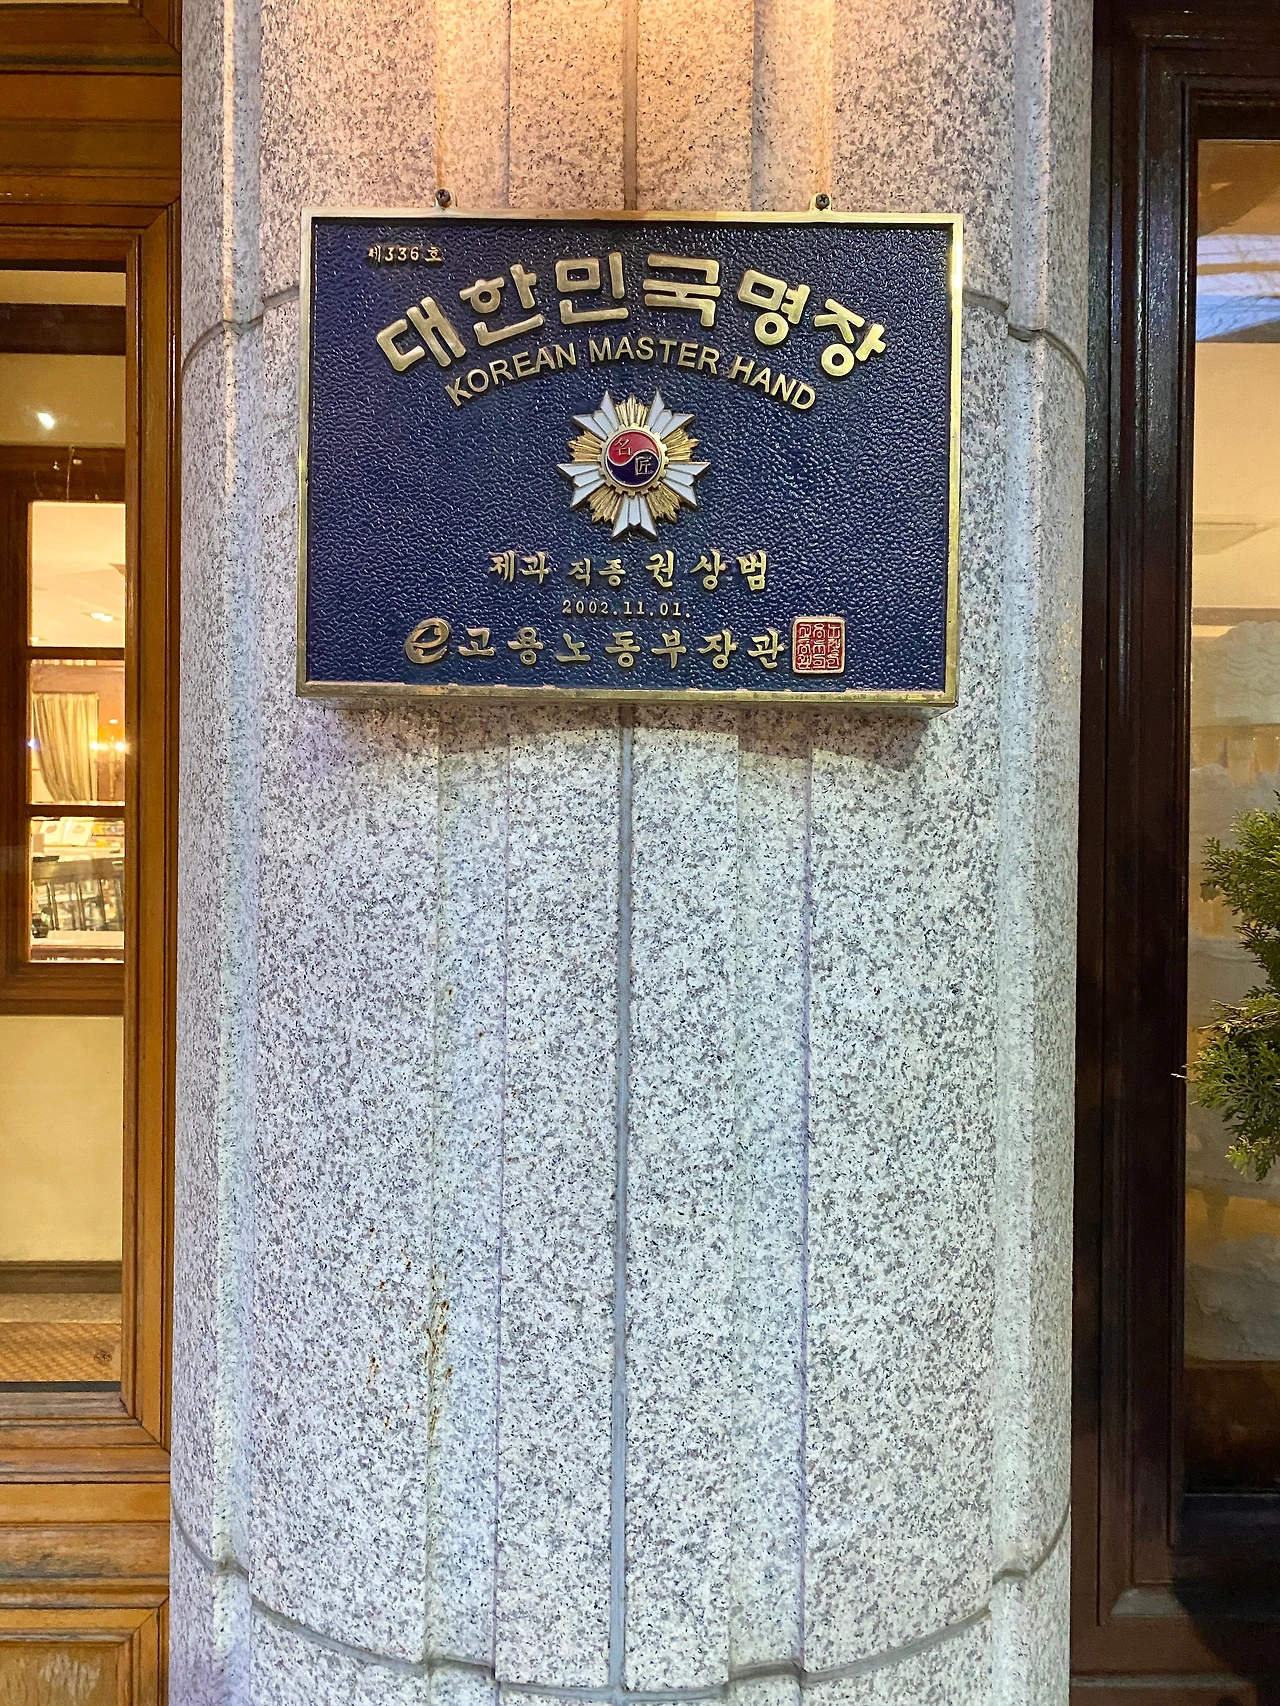 제336호
대한민국명장
KOREAN MASTER HAND
名
匠
제과 직종 권상범
2002.11.01.
e 고용노동부장관